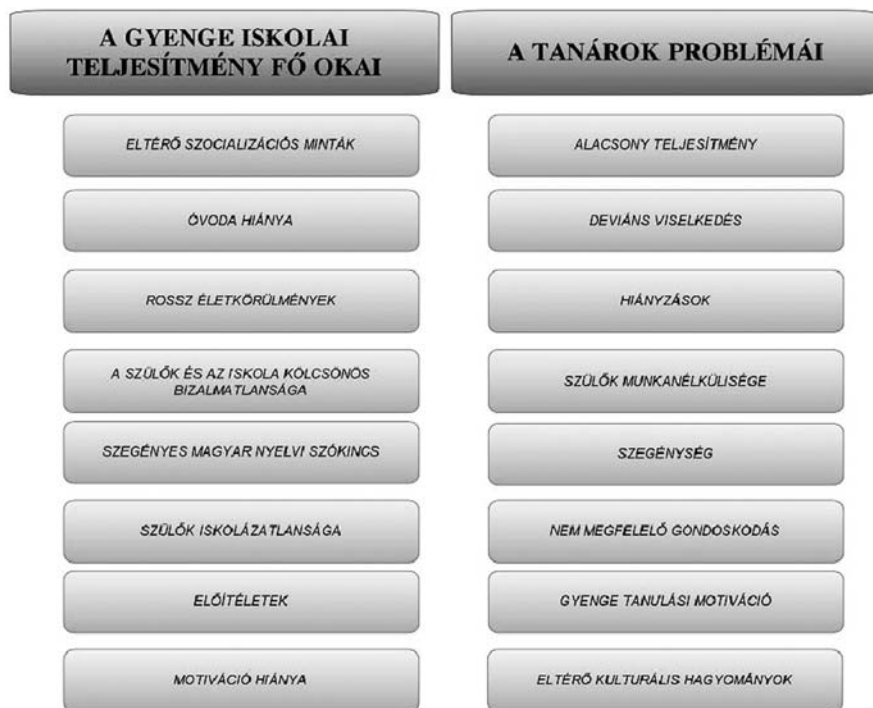 A GYENGE ISKOLAI
TELJESÍTMÉNY FŐ OKAI
ELTÉRŐ SZOCIALIZÁCIÓS MINTÁK
ÓVODA HIÁNYA
ROSSZ ÉLETKÖRÜLMÉNYEK
A SZÜLŐK ÉS AZ ISKOLA KÖLCSÖNÖS
BIZALMATLANSÁGA
SZEGÉNYES MAGYAR NYELVI SZÓKINCS
SZÜLŐK ISKOLÁZATLANSÁGA
ELŐÍTÉLETEK
MOTIVÁCIÓ HIÁNYA
A TANÁROK PROBLÉMÁI
ALACSONY TELJESÍTMÉNY
DEVIÁNS VISELKEDÉS
HIÁNYZÁSOK
SZÜLŐK MUNKANÉLKÜLISÉGE
SZEGÉNYSÉG
NEM MEGFELELŐ GONDOSKODÁS
GYENGE TANULÁSI MOTIVÁCIÓ
ELTÉRŐ KULTURÁLIS HAGYOMÁNYOK